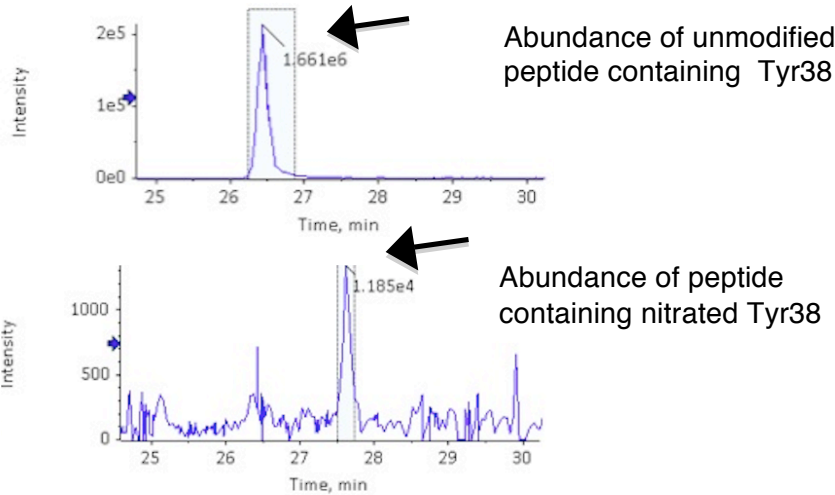 2e5
1e5
0e0
Intensity
1.661e6
25 26 27 28 29 30
Time, min
Abundance of unmodified
peptide containing Tyr38
1000
500
0
Intensity
1.185e4
25 26 27 28 29 30
Time, min
Abundance of peptide
containing nitrated Tyr38